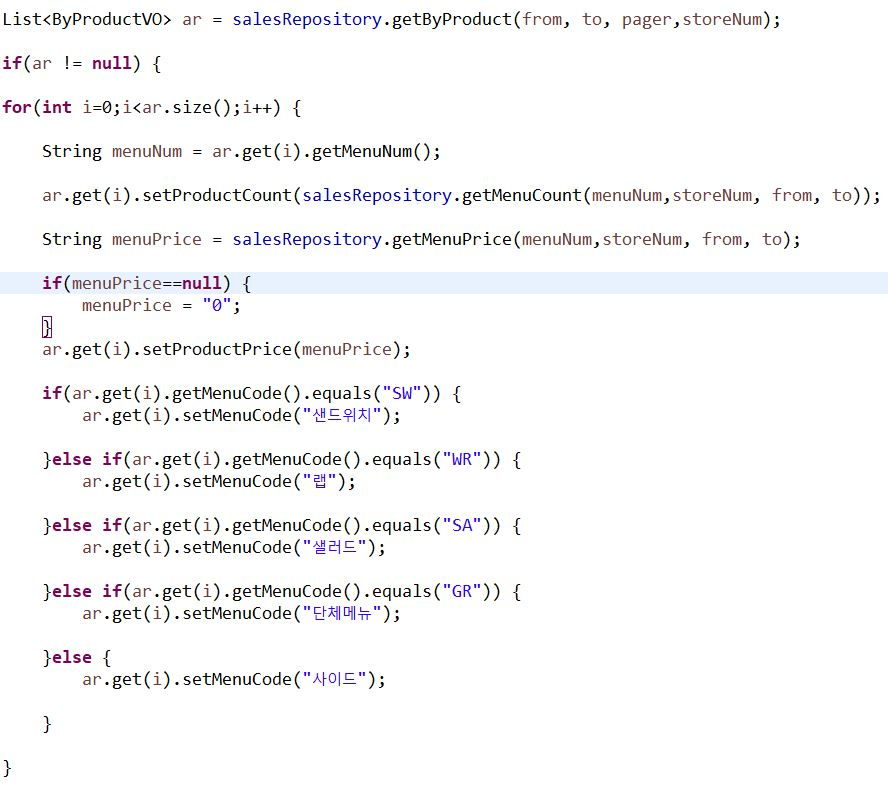 List<ByProductVO> ar = salesRepository.getByProduct(from, to, pager,storeNum);
if(ar != null) {
for(int i=0;i<ar.size();i++) {
String menuNum = ar.get(i).getMenuNum();
ar.get(i).setProductCount(salesRepository.getMenuCount(menuNum,storeNum, from, to));
String menuPrice = salesRepository.getMenuPrice(menuNum,storeNum, from, to);
if(menuPrice==null) {
menuPrice = "0";
}
ar.get(i).setProductPrice(menuPrice);
if(ar.get(i).getMenuCode().equals("SW")) {
ar.get(i).setMenuCode("샌드위치");
}else if(ar.get(i).getMenuCode().equals("WR")) {
ar.get(i).setMenuCode("랩");
}else if(ar.get(i).getMenuCode().equals("SA")) {
ar.get(i).setMenuCode("샐러드");
}else if(ar.get(i).getMenuCode().equals("GR")) {
ar.get(i).setMenuCode("단체메뉴");
}else {
ar.get(i).setMenuCode("사이드");
}
}